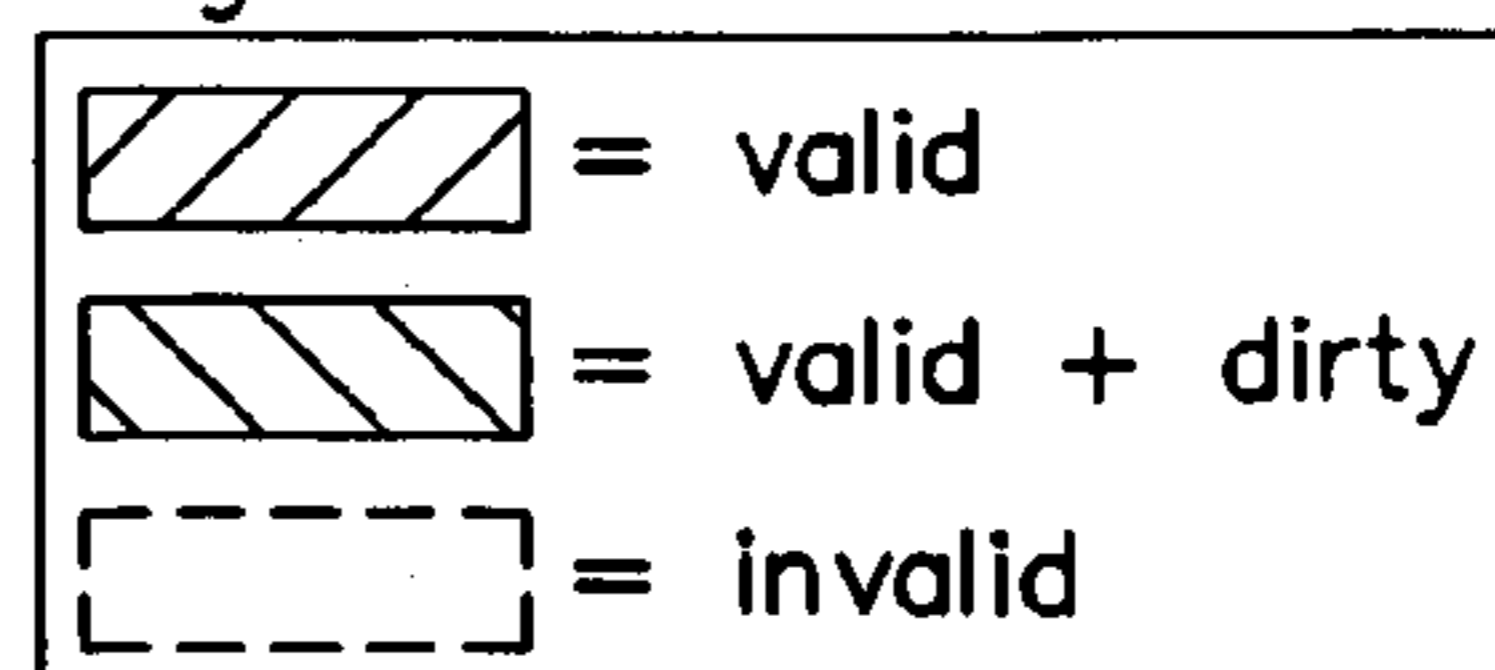 = valid
= valid + dirty
= invalid